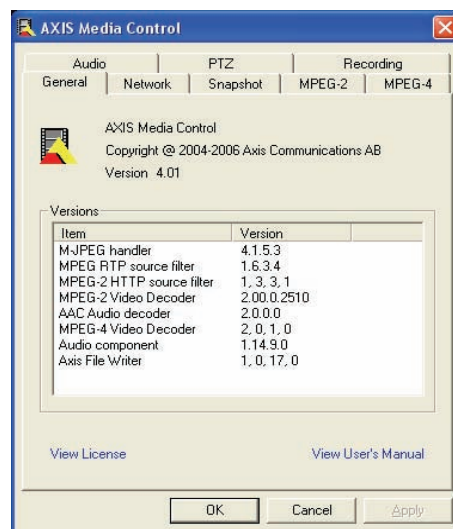 AXIS Media Control
Audio PTZ Recording
General Network Snapshot MPEG-2 MPEG-4
AXIS Media Control
Copyright @ 2004-2006 Axis Communications AB
Version 4.01
Versions
Item Version
M-JPEG handler 4.1.5.3
MPEG RTP source filter 1.6.3.4
MPEG-2 HTTP source filter 1, 3, 3, 1
MPEG-2 Video Decoder 2.00.0.2510
AAC Audio decoder 2.0.0.0
MPEG-4 Video Decoder 2, 0, 1, 0
Audio component 1.14.9.0
Axis File Writer 1, 0, 17, 0
View License View User's Manual
OK Cancel Apply